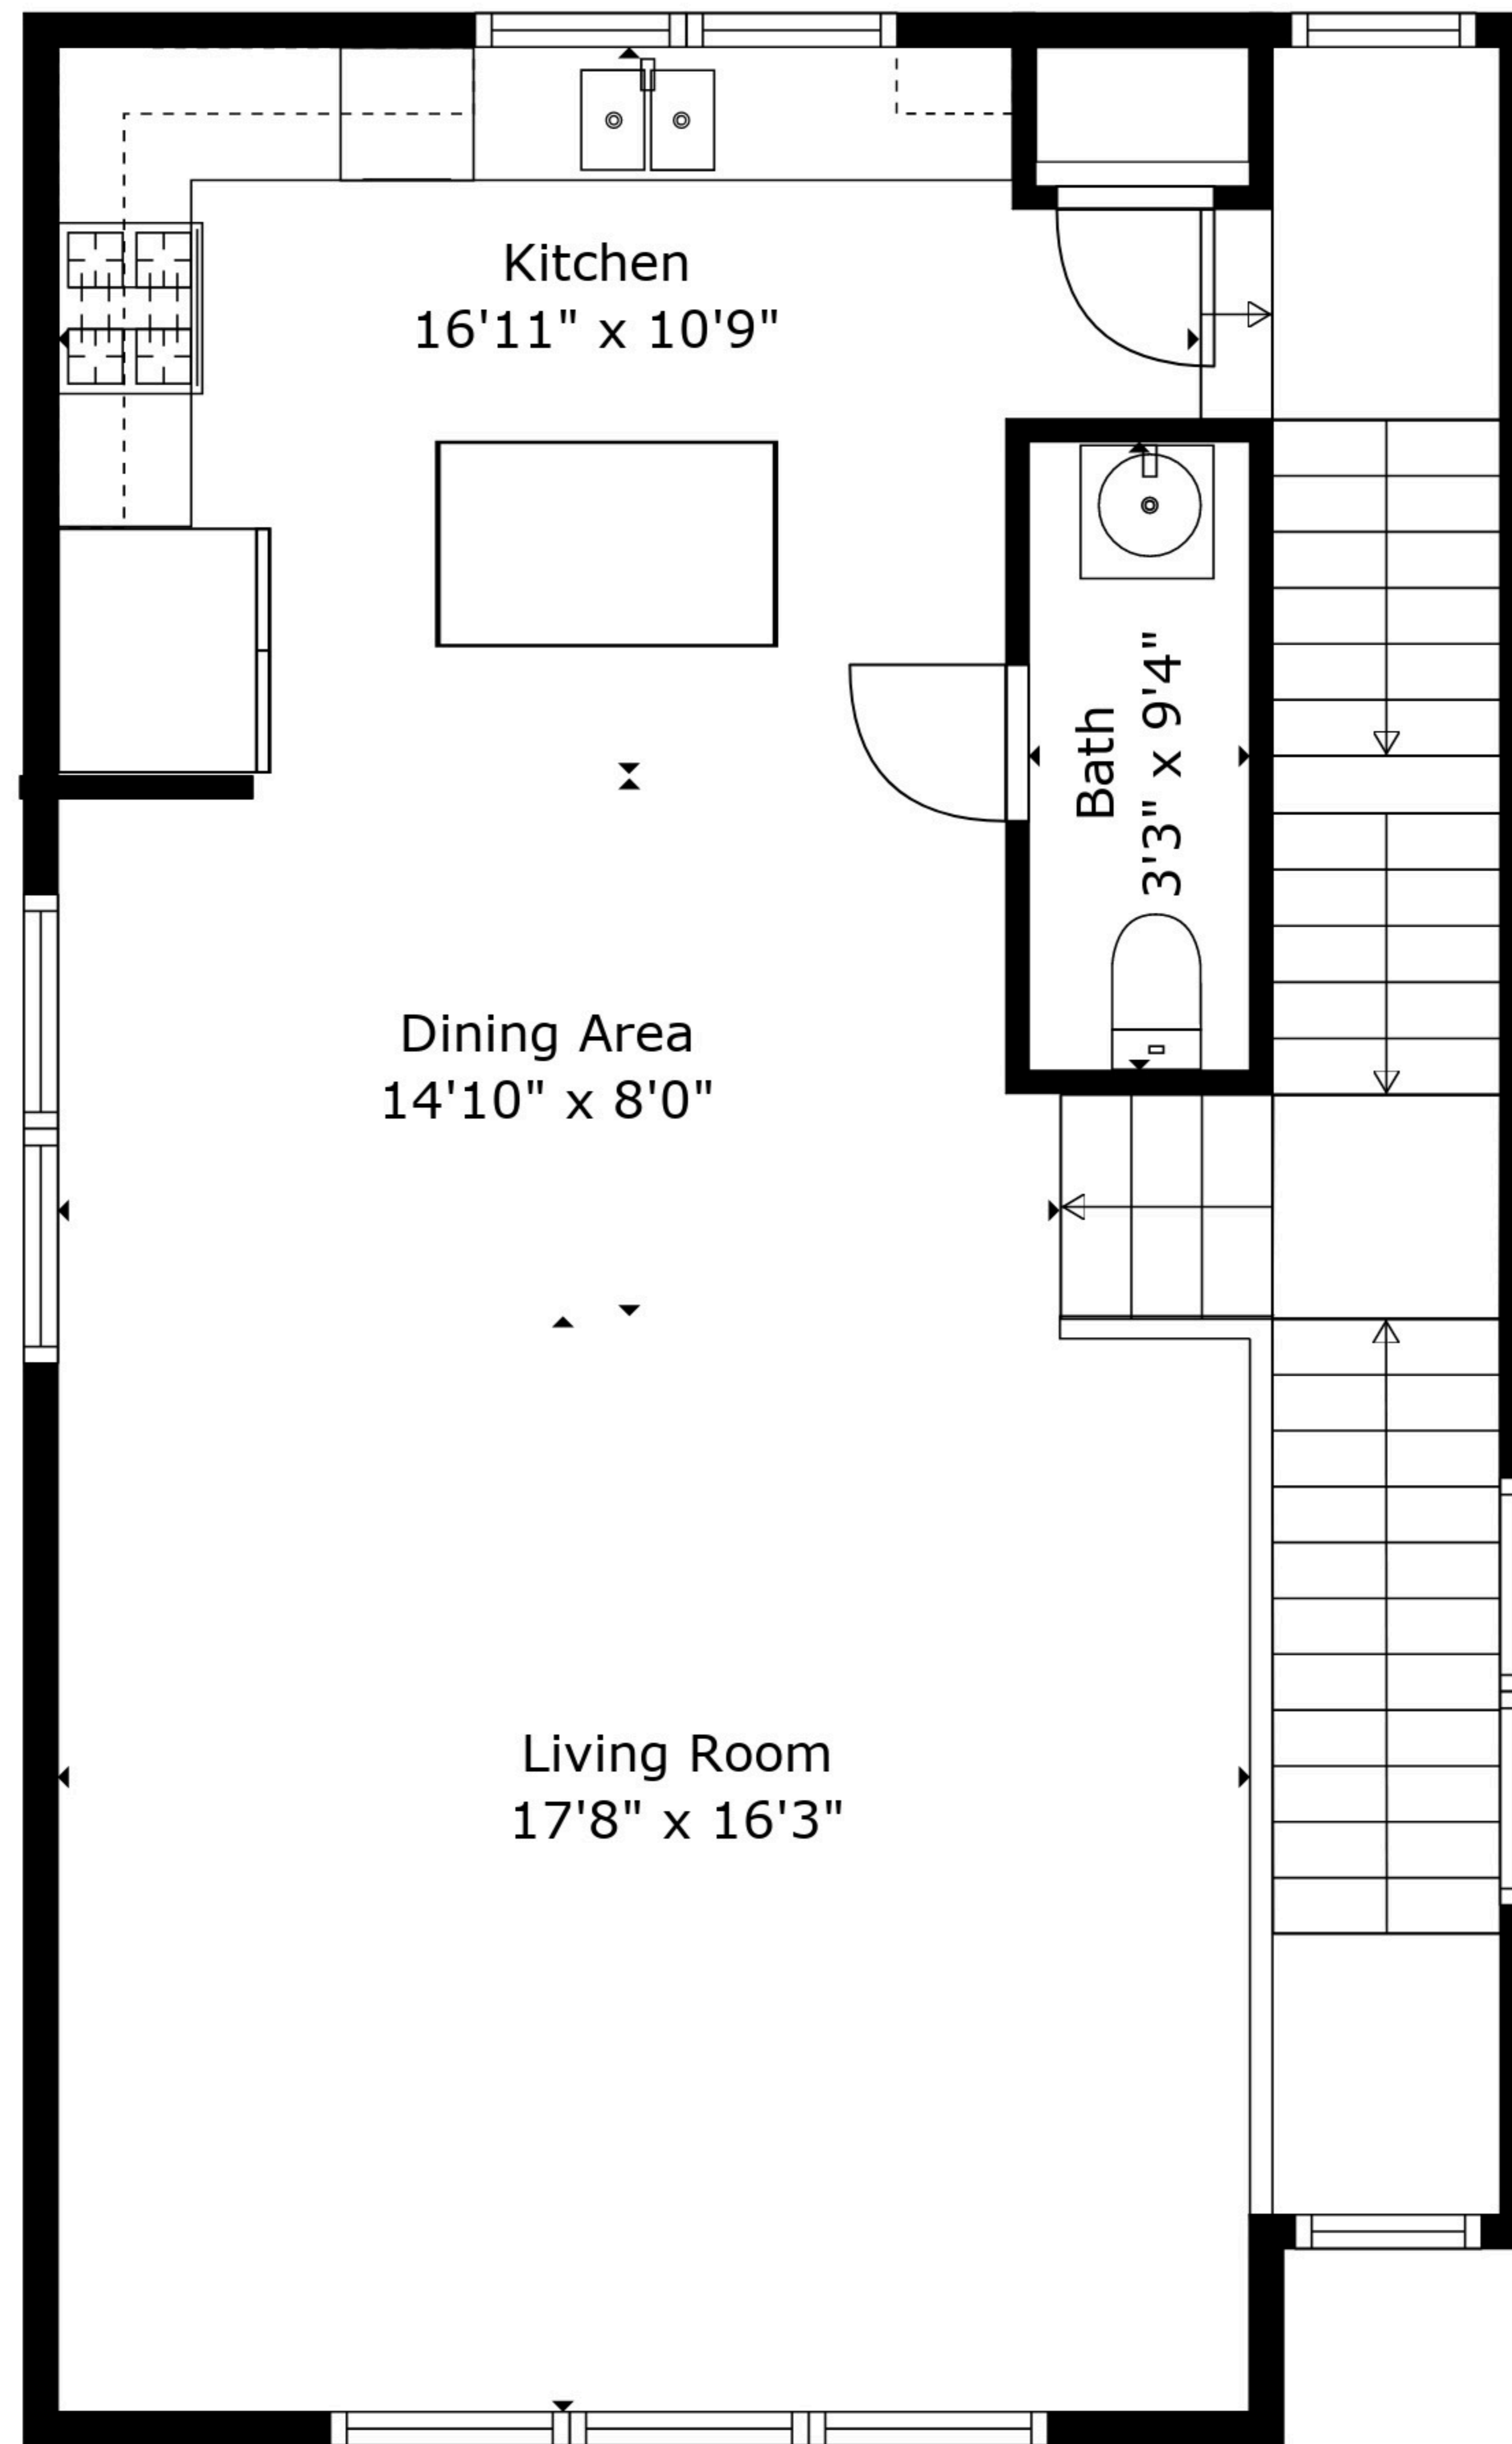 Kitchen
16'11" x 10'9"
Bath
3'3" x 9'4"
Dining Area
14'10" x 8'0"
Living Room
17'8" x 16'3"